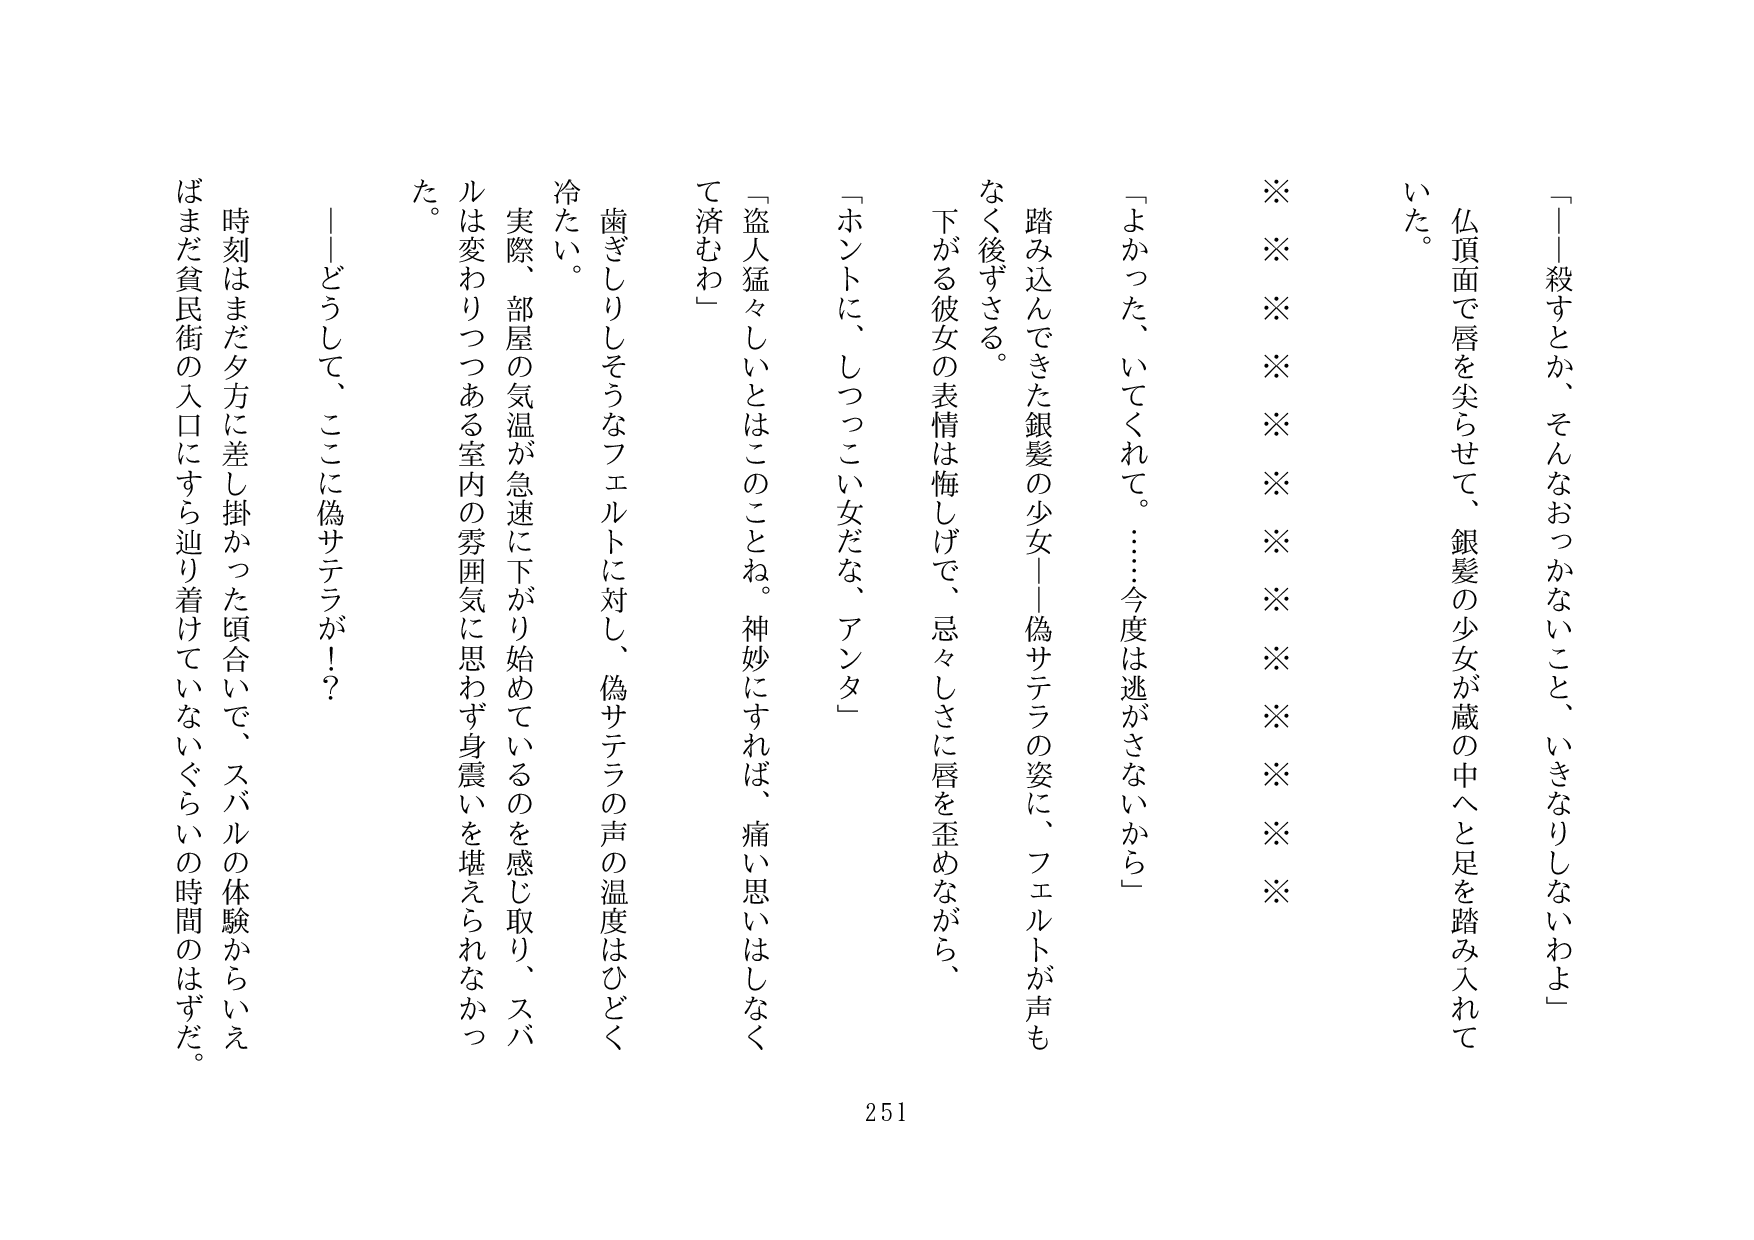 「――殺すとか、そんなおっかないこと、いきなりしないわよ」
　仏頂面で唇を尖らせて、銀髪の少女が蔵の中へと足を踏み入れて
いた。
※　※　※　※　※　※　※　※　※　※　※　※　※
「よかった、いてくれて。……今度は逃がさないから」
　踏み込んできた銀髪の少女――偽サテラの姿に、フェルトが声も
なく後ずさる。
　下がる彼女の表情は悔しげで、忌々しさに唇を歪めながら、
「ホントに、しつっこい女だな、アンタ」
「盗人猛々しいとはこのことね。神妙にすれば、痛い思いはしなく
て済むわ」
　歯ぎしりしそうなフェルトに対し、偽サテラの声の温度はひどく
冷たい。
　実際、部屋の気温が急速に下がり始めているのを感じ取り、スバ
ルは変わりつつある室内の雰囲気に思わず身震いを堪えられなかっ
た。
　――どうして、ここに偽サテラが！？
　時刻はまだ夕方に差し掛かった頃合いで、スバルの体験からいえ
ばまだ貧民街の入口にすら辿り着けていないぐらいの時間のはずだ。
251